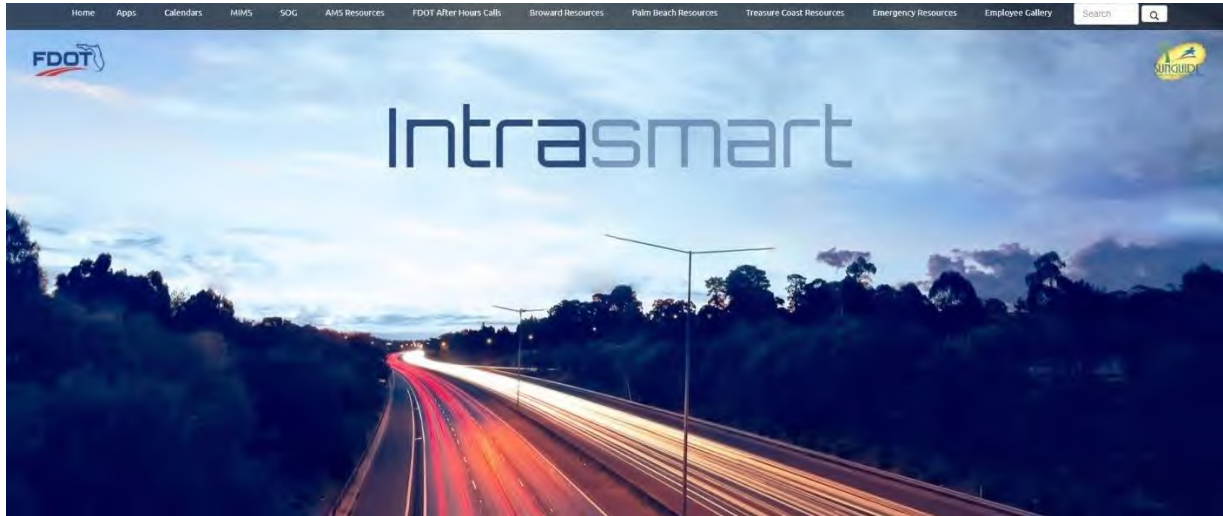 Home Apps Calendars MIMS SOG AMS Resources FDOT After Hours Calls Broward Resources Palm Beach Resources Treasure Coast Resources Emergency Resources Employee Gallery Search
FDOT
SUNGUIDE
Intrasmart